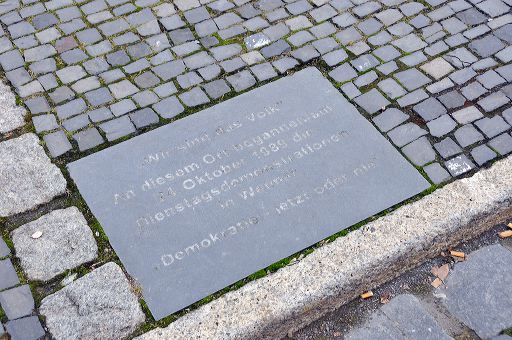 "Wir sind das Volk"
An diesem Ort begannen am
24. Oktober 1989 die
Dienstagsdemonstrationen
in Weimar
"Demokratie - jetzt oder nie"